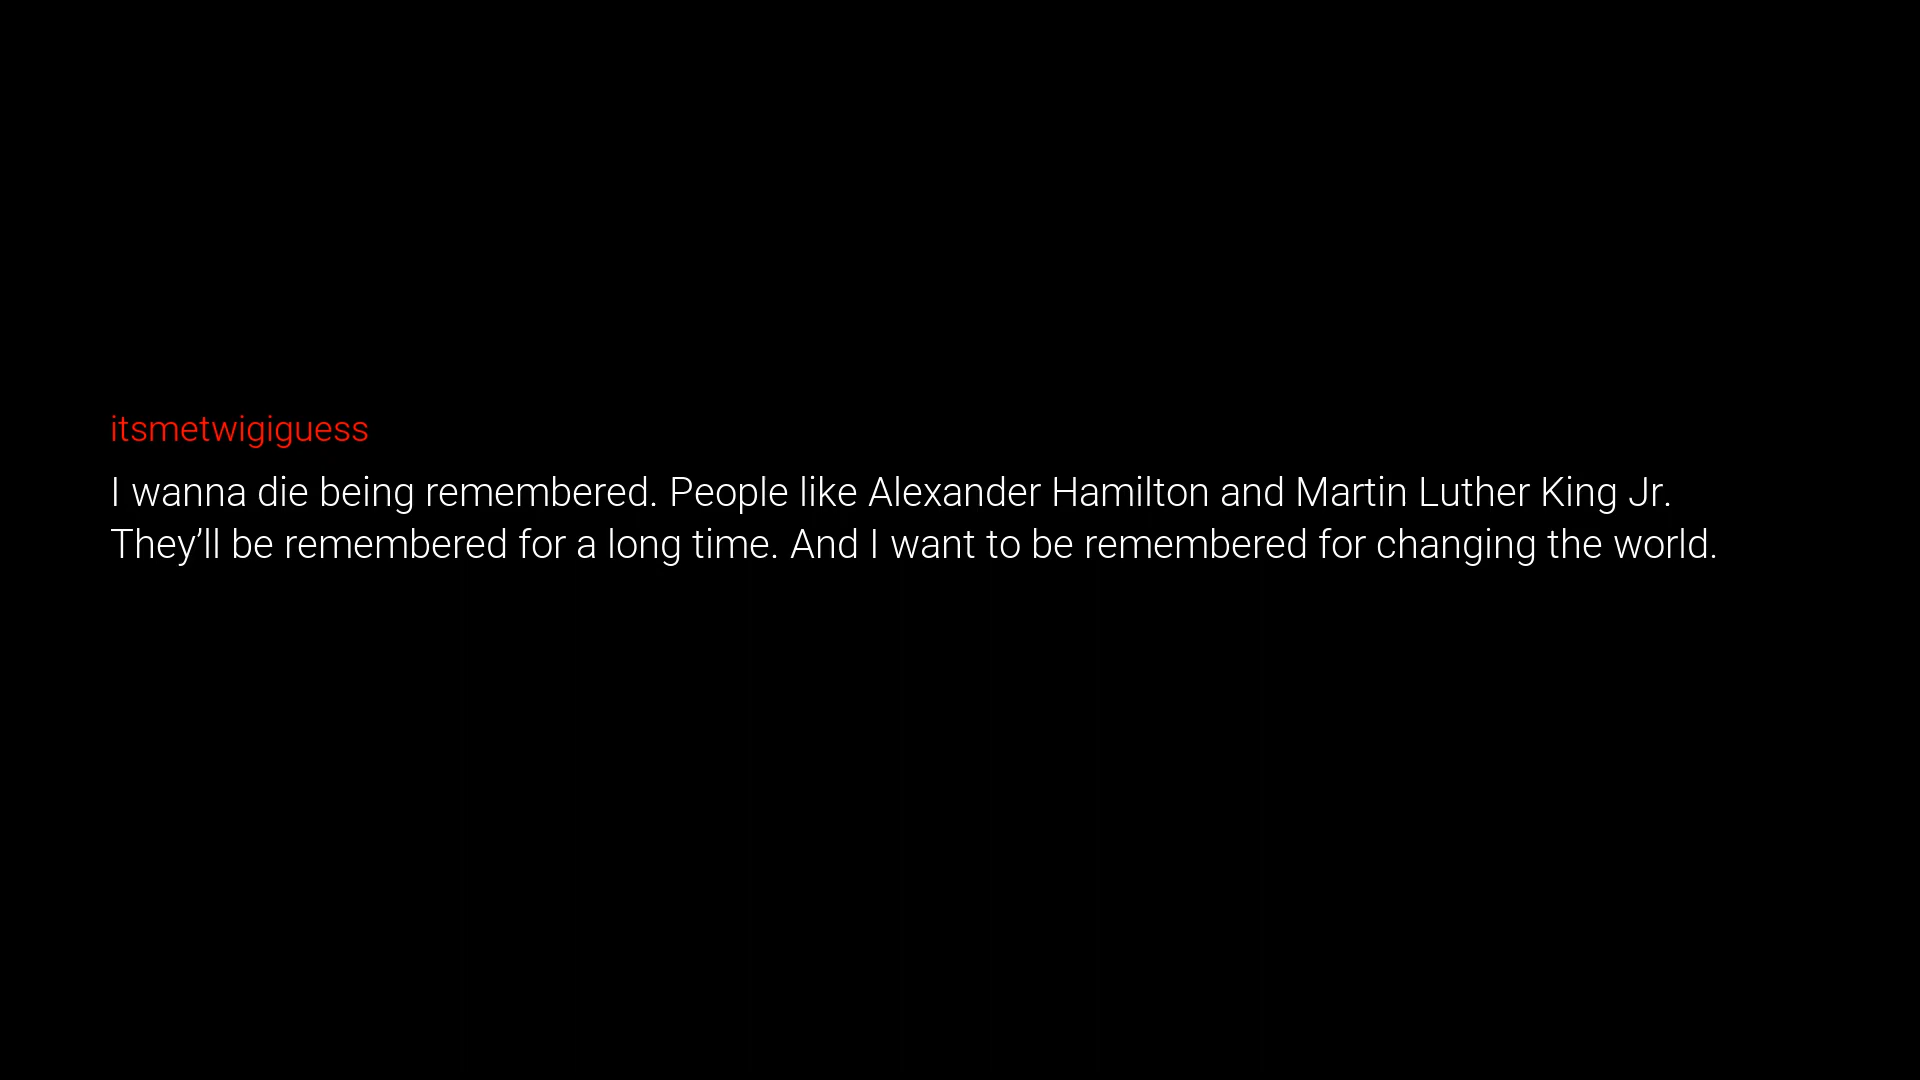 itsmetwigiguess
I wanna die being remembered. People like Alexander Hamilton and Martin Luther King Jr.
They’ll be remembered for a long time. And I want to be remembered for changing the world.